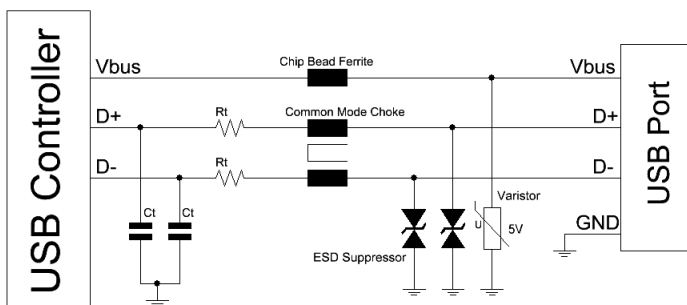 USB Controller
Vbus
Chip Bead Ferrite
Vbus
D+
Rt
Common Mode Choke
D+
D-
Rt
D-
USB Port
Ct
Ct
Varistor
U
5V
GND
ESD Suppressor